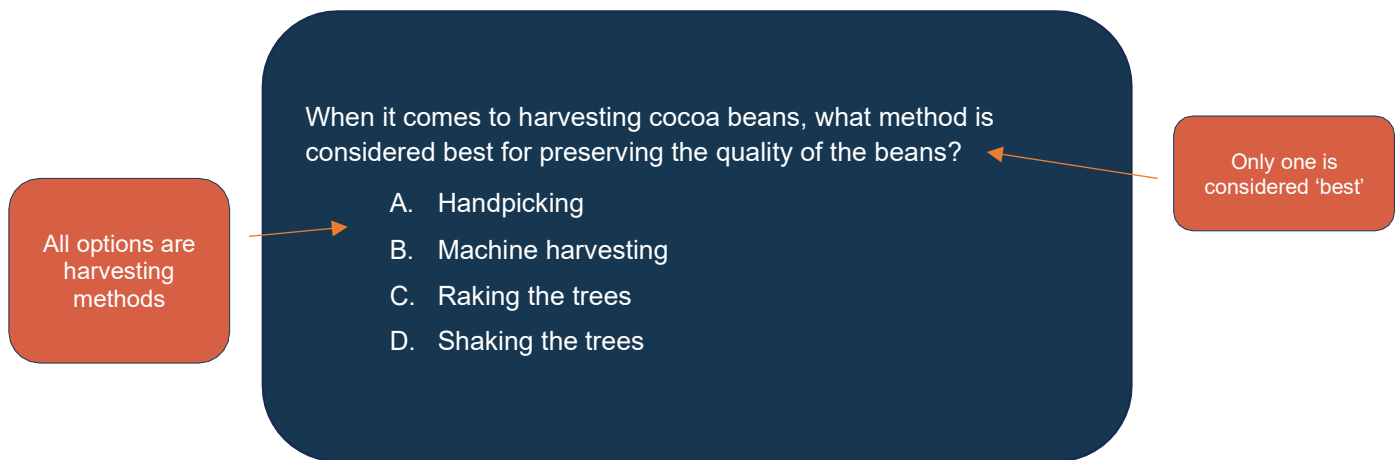 When it comes to harvesting cocoa beans, what method is
considered best for preserving the quality of the beans?
A. Handpicking
B. Machine harvesting
C. Raking the trees
D. Shaking the trees
All options are
harvesting
methods
Only one is
considered ‘best’